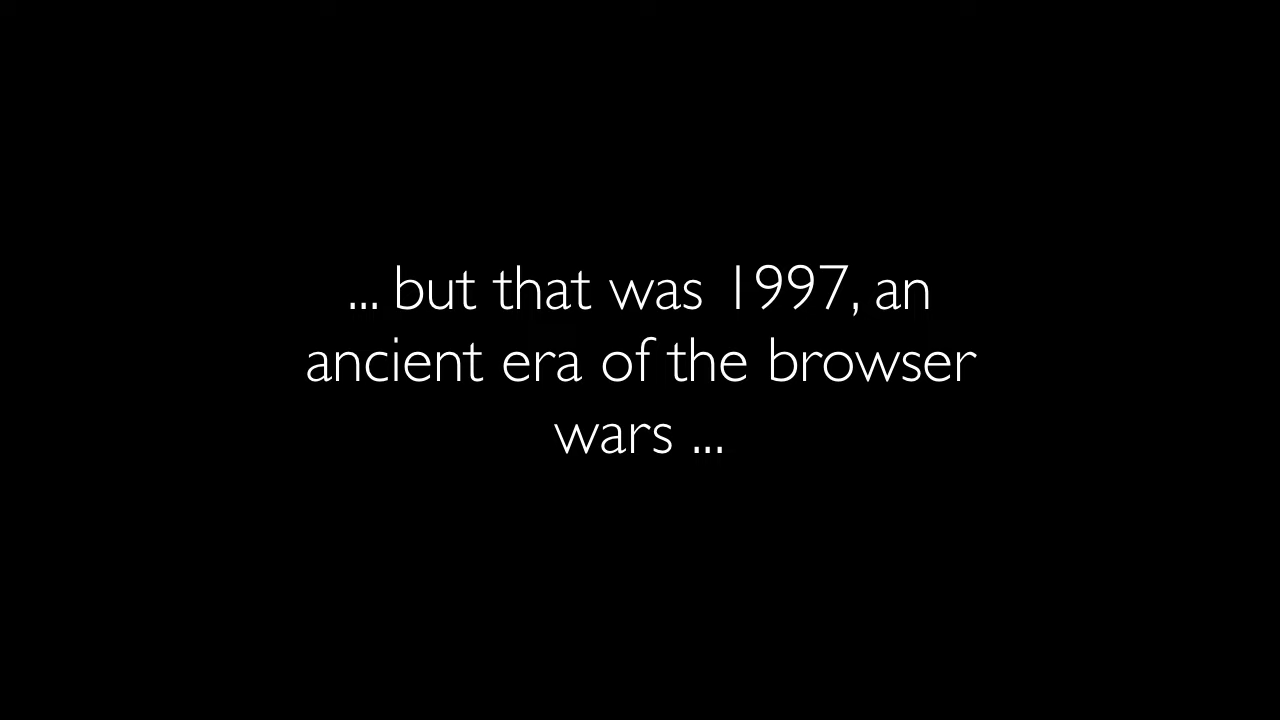 ... but that was 1997, an
ancient era of the browser
wars ...